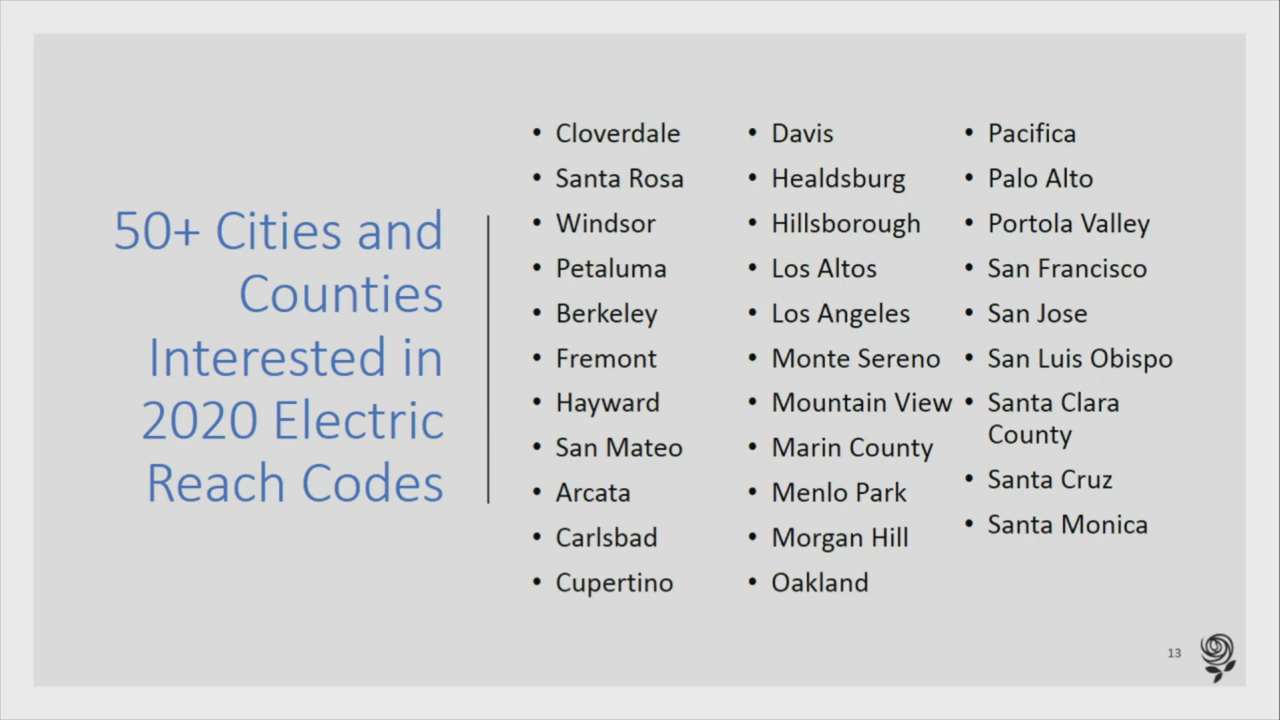 50+ Cities and
Counties
Interested in
2020 Electric
Reach Codes
• Cloverdale
• Santa Rosa
• Windsor
• Petaluma
• Berkeley
• Fremont
• Hayward
• San Mateo
• Arcata
• Carlsbad
• Cupertino
• Davis
• Healdsburg
• Hillsborough
• Los Altos
• Los Angeles
• Monte Sereno
• Mountain View
• Marin County
• Menlo Park
• Morgan Hill
• Oakland
• Pacifica
• Palo Alto
• Portola Valley
• San Francisco
• San Jose
• San Luis Obispo
• Santa Clara
County
• Santa Cruz
• Santa Monica
13